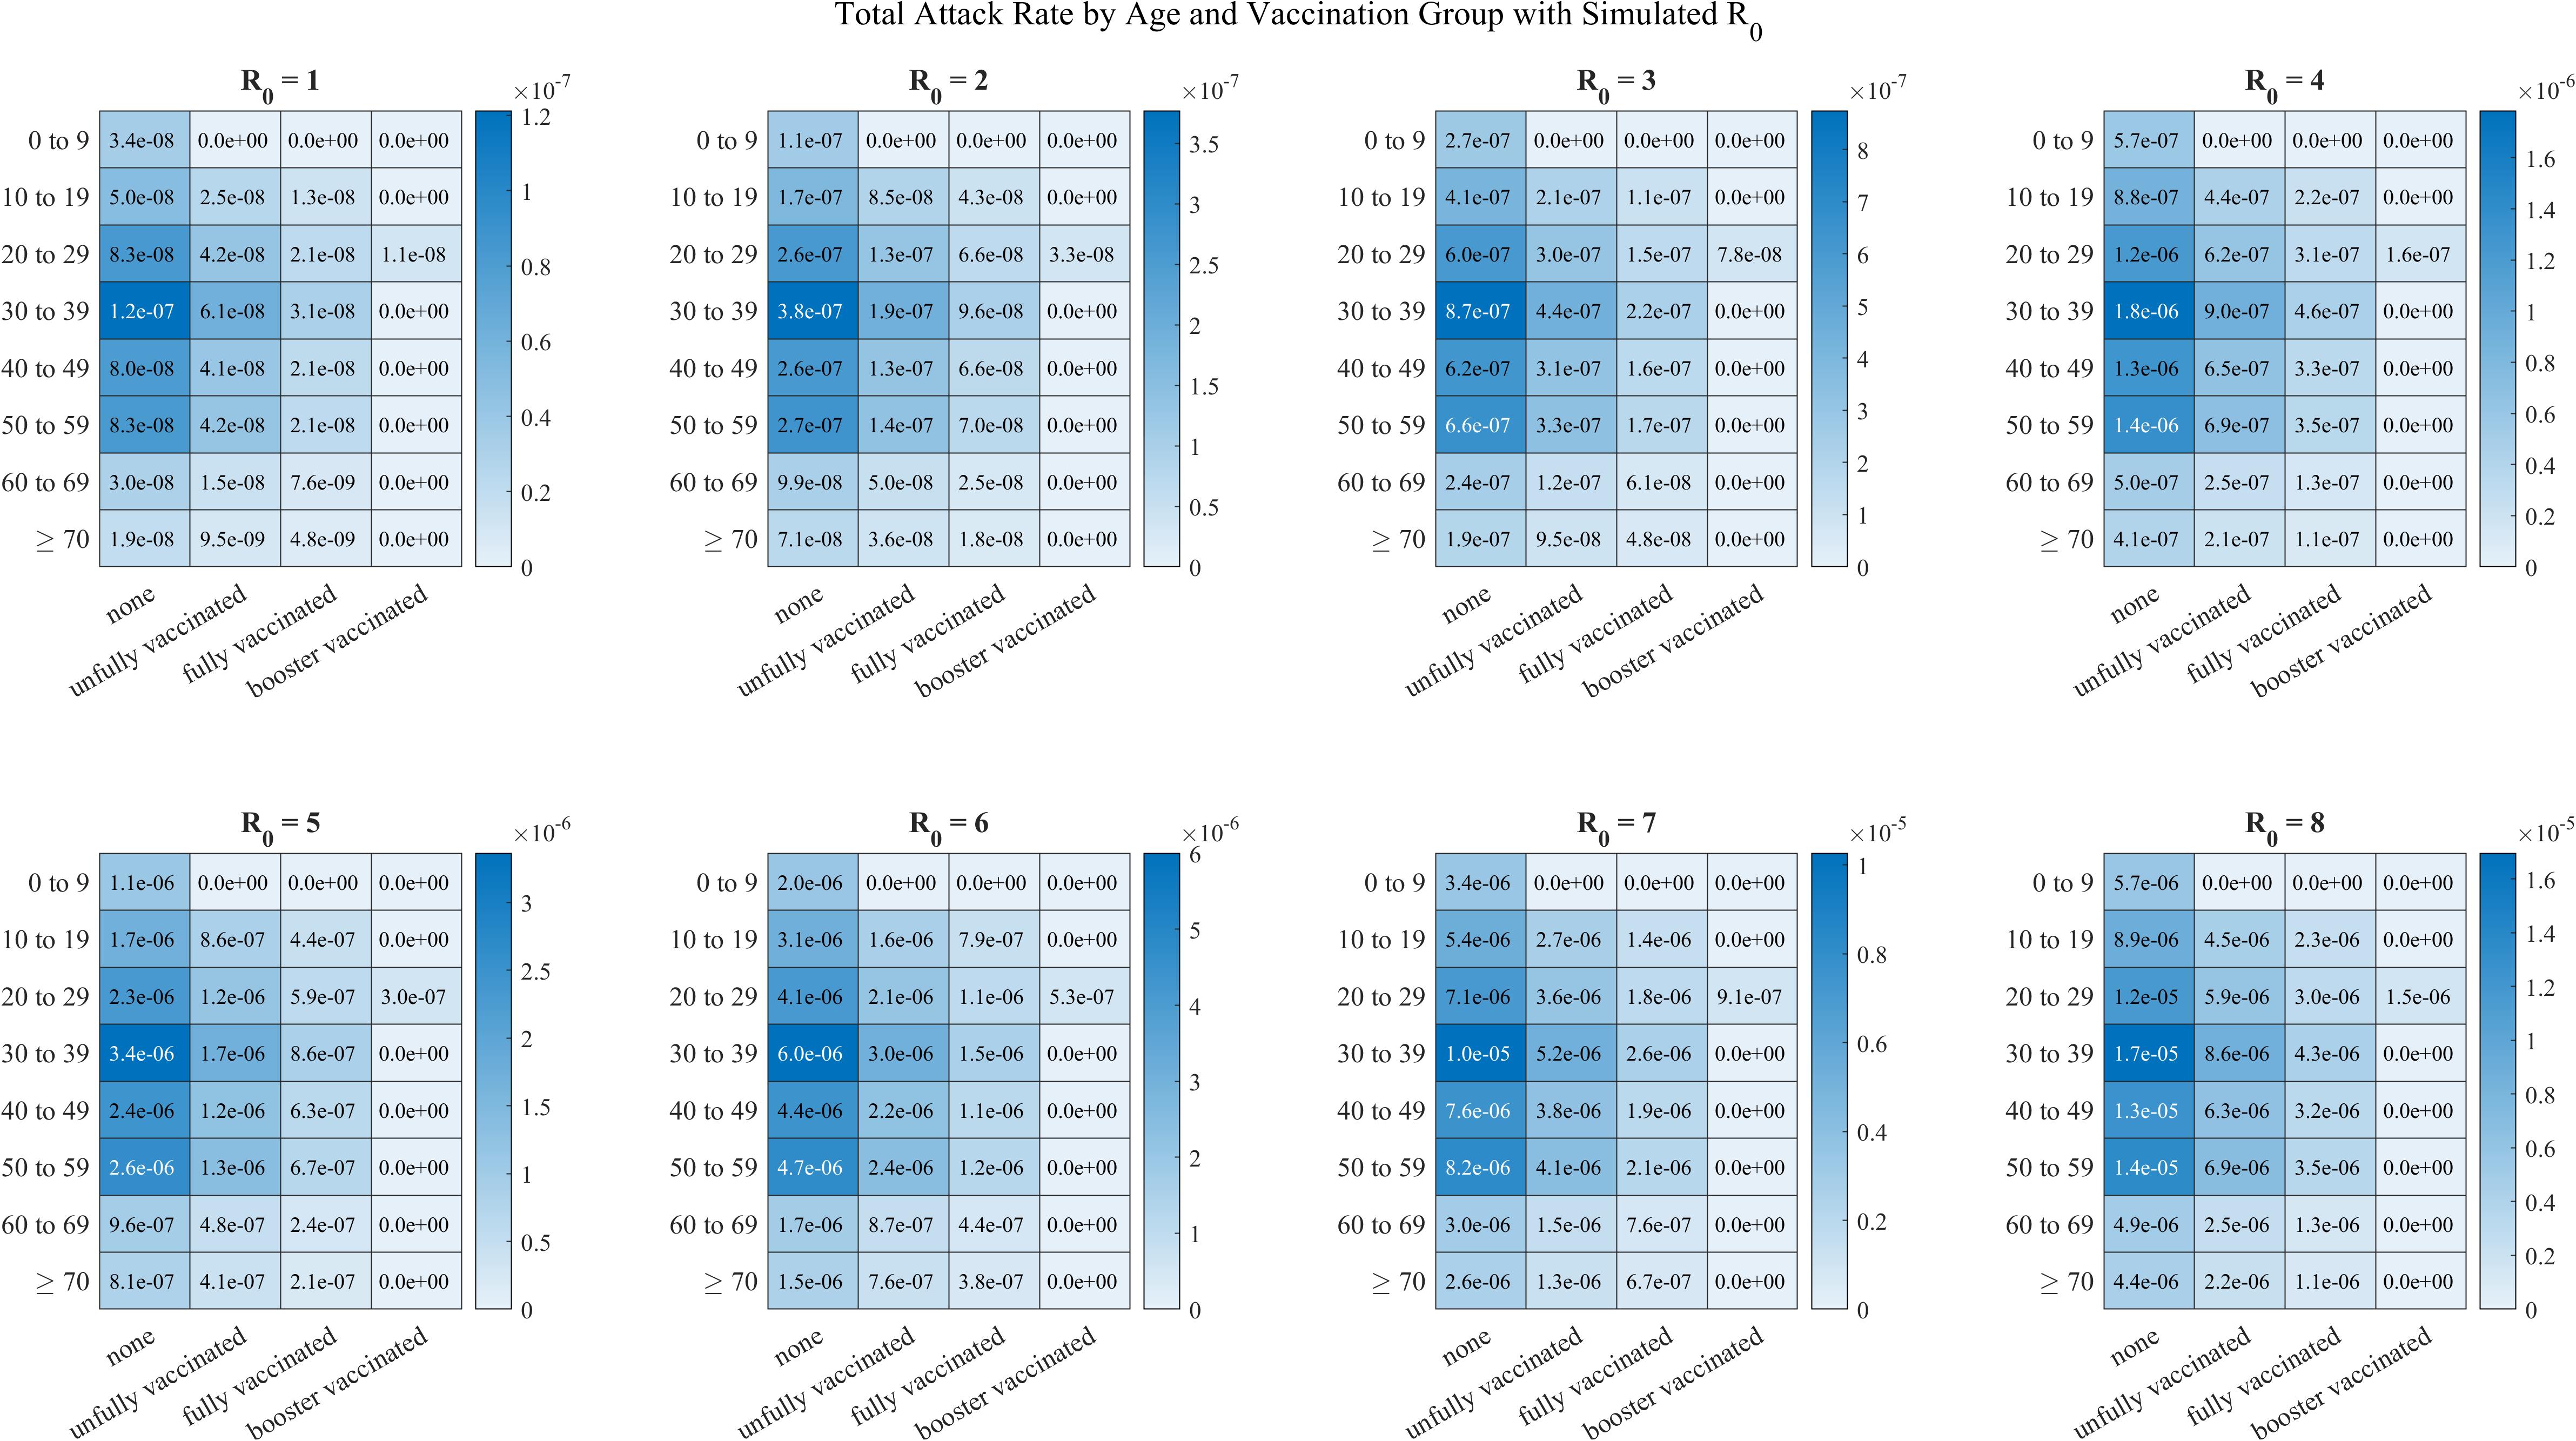 Total Attack Rate by Age and Vaccination Group with Simulated R0
R0 = 1
×10-7
0 to 9 3.4e-08 0.0e+00 0.0e+00 0.0e+00
10 to 19 5.0e-08 2.5e-08 1.3e-08 0.0e+00
20 to 29 8.3e-08 4.2e-08 2.1e-08 1.1e-08
30 to 39 1.2e-07 6.1e-08 3.1e-08 0.0e+00
40 to 49 8.0e-08 4.1e-08 2.1e-08 0.0e+00
50 to 59 8.3e-08 4.2e-08 2.1e-08 0.0e+00
60 to 69 3.0e-08 1.5e-08 7.6e-09 0.0e+00
≥ 70 1.9e-08 9.5e-09 4.8e-09 0.0e+00
1.2
1
0.8
0.6
0.4
0.2
0
none
unfully vaccinated
fully vaccinated
booster vaccinated
R0 = 2
×10-7
0 to 9 1.1e-07 0.0e+00 0.0e+00 0.0e+00
10 to 19 1.7e-07 8.5e-08 4.3e-08 0.0e+00
20 to 29 2.6e-07 1.3e-07 6.6e-08 3.3e-08
30 to 39 3.8e-07 1.9e-07 9.6e-08 0.0e+00
40 to 49 2.6e-07 1.3e-07 6.6e-08 0.0e+00
50 to 59 2.7e-07 1.4e-07 7.0e-08 0.0e+00
60 to 69 9.9e-08 5.0e-08 2.5e-08 0.0e+00
≥ 70 7.1e-08 3.6e-08 1.8e-08 0.0e+00
3.5
3
2.5
2
1.5
1
0.5
0
none
unfully vaccinated
fully vaccinated
booster vaccinated
R0 = 3
×10-7
0 to 9 2.7e-07 0.0e+00 0.0e+00 0.0e+00
10 to 19 4.1e-07 2.1e-07 1.1e-07 0.0e+00
20 to 29 6.0e-07 3.0e-07 1.5e-07 7.8e-08
30 to 39 8.7e-07 4.4e-07 2.2e-07 0.0e+00
40 to 49 6.2e-07 3.1e-07 1.6e-07 0.0e+00
50 to 59 6.6e-07 3.3e-07 1.7e-07 0.0e+00
60 to 69 2.4e-07 1.2e-07 6.1e-08 0.0e+00
≥ 70 1.9e-07 9.5e-08 4.8e-08 0.0e+00
8
7
6
5
4
3
2
1
0
none
unfully vaccinated
fully vaccinated
booster vaccinated
R0 = 4
×10-6
0 to 9 5.7e-07 0.0e+00 0.0e+00 0.0e+00
10 to 19 8.8e-07 4.4e-07 2.2e-07 0.0e+00
20 to 29 1.2e-06 6.2e-07 3.1e-07 1.6e-07
30 to 39 1.8e-06 9.0e-07 4.6e-07 0.0e+00
40 to 49 1.3e-06 6.5e-07 3.3e-07 0.0e+00
50 to 59 1.4e-06 6.9e-07 3.5e-07 0.0e+00
60 to 69 5.0e-07 2.5e-07 1.3e-07 0.0e+00
≥ 70 4.1e-07 2.1e-07 1.1e-07 0.0e+00
1.6
1.4
1.2
1
0.8
0.6
0.4
0.2
0
none
unfully vaccinated
fully vaccinated
booster vaccinated
R0 = 5
×10-6
0 to 9 1.1e-06 0.0e+00 0.0e+00 0.0e+00
10 to 19 1.7e-06 8.6e-07 4.4e-07 0.0e+00
20 to 29 2.3e-06 1.2e-06 5.9e-07 3.0e-07
30 to 39 3.4e-06 1.7e-06 8.6e-07 0.0e+00
40 to 49 2.4e-06 1.2e-06 6.3e-07 0.0e+00
50 to 59 2.6e-06 1.3e-06 6.7e-07 0.0e+00
60 to 69 9.6e-07 4.8e-07 2.4e-07 0.0e+00
≥ 70 8.1e-07 4.1e-07 2.1e-07 0.0e+00
3
2.5
2
1.5
1
0.5
0
none
unfully vaccinated
fully vaccinated
booster vaccinated
R0 = 6
×10-6
0 to 9 2.0e-06 0.0e+00 0.0e+00 0.0e+00
10 to 19 3.1e-06 1.6e-06 7.9e-07 0.0e+00
20 to 29 4.1e-06 2.1e-06 1.1e-06 5.3e-07
30 to 39 6.0e-06 3.0e-06 1.5e-06 0.0e+00
40 to 49 4.4e-06 2.2e-06 1.1e-06 0.0e+00
50 to 59 4.7e-06 2.4e-06 1.2e-06 0.0e+00
60 to 69 1.7e-06 8.7e-07 4.4e-07 0.0e+00
≥ 70 1.5e-06 7.6e-07 3.8e-07 0.0e+00
6
5
4
3
2
1
0
none
unfully vaccinated
fully vaccinated
booster vaccinated
R0 = 7
×10-5
0 to 9 3.4e-06 0.0e+00 0.0e+00 0.0e+00
10 to 19 5.4e-06 2.7e-06 1.4e-06 0.0e+00
20 to 29 7.1e-06 3.6e-06 1.8e-06 9.1e-07
30 to 39 1.0e-05 5.2e-06 2.6e-06 0.0e+00
40 to 49 7.6e-06 3.8e-06 1.9e-06 0.0e+00
50 to 59 8.2e-06 4.1e-06 2.1e-06 0.0e+00
60 to 69 3.0e-06 1.5e-06 7.6e-07 0.0e+00
≥ 70 2.6e-06 1.3e-06 6.7e-07 0.0e+00
1
0.8
0.6
0.4
0.2
0
none
unfully vaccinated
fully vaccinated
booster vaccinated
R0 = 8
×10-5
0 to 9 5.7e-06 0.0e+00 0.0e+00 0.0e+00
10 to 19 8.9e-06 4.5e-06 2.3e-06 0.0e+00
20 to 29 1.2e-05 5.9e-06 3.0e-06 1.5e-06
30 to 39 1.7e-05 8.6e-06 4.3e-06 0.0e+00
40 to 49 1.3e-05 6.3e-06 3.2e-06 0.0e+00
50 to 59 1.4e-05 6.9e-06 3.5e-06 0.0e+00
60 to 69 4.9e-06 2.5e-06 1.3e-06 0.0e+00
≥ 70 4.4e-06 2.2e-06 1.1e-06 0.0e+00
1.6
1.4
1.2
1
0.8
0.6
0.4
0.2
0
none
unfully vaccinated
fully vaccinated
booster vaccinated